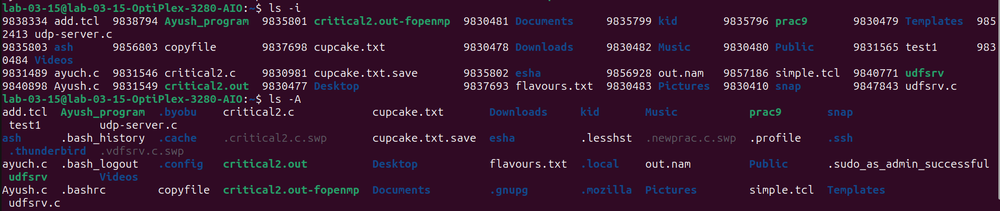 lab-03-15@lab-03-15-OptiPlex-3280-AIO:~$ ls -i
9838334 add.tcl  9838794 Ayush_program  9835801 critical2.out-fopenmp  9830481 Documents     9835799 kid       9835796 prac9       9830479 Templates  985
2413 udp-server.c
9835803 ash      9856803 copyfile       9837698 cupcake.txt            9830478 Downloads     9830482 Music     9830480 Public      9831565 test1      983
0484 Videos
9831489 ayuch.c  9831546 critical2.c    9830981 cupcake.txt.save       9835802 esha          9856928 out.nam   9857186 simple.tcl  9840771 udfsrv
9840898 Ayush.c  9831549 critical2.out  9830477 Desktop                9837693 flavours.txt  9830483 Pictures  9830410 snap        9847843 udfsrv.c
lab-03-15@lab-03-15-OptiPlex-3280-AIO:~$ ls -A
add.tcl  Ayush_program  .byobu    critical2.c            cupcake.txt       Downloads     kid      Music          prac9       snap
 test1         udp-server.c
ash      .bash_history  .cache    .critical2.c.swp       cupcake.txt.save  esha          .lesshst  .newprac.c.swp  .profile    .ssh
 .thunderbird  .vdfsrv.c.swp
ayuch.c  .bash_logout   .config   critical2.out          Desktop           flavours.txt  .local    out.nam         Public      .sudo_as_admin_successful
 udfsrv        Videos
Ayush.c  .bashrc        copyfile  critical2.out-fopenmp  Documents         .gnupg        .mozilla  Pictures        simple.tcl  Templates
 udfsrv.c